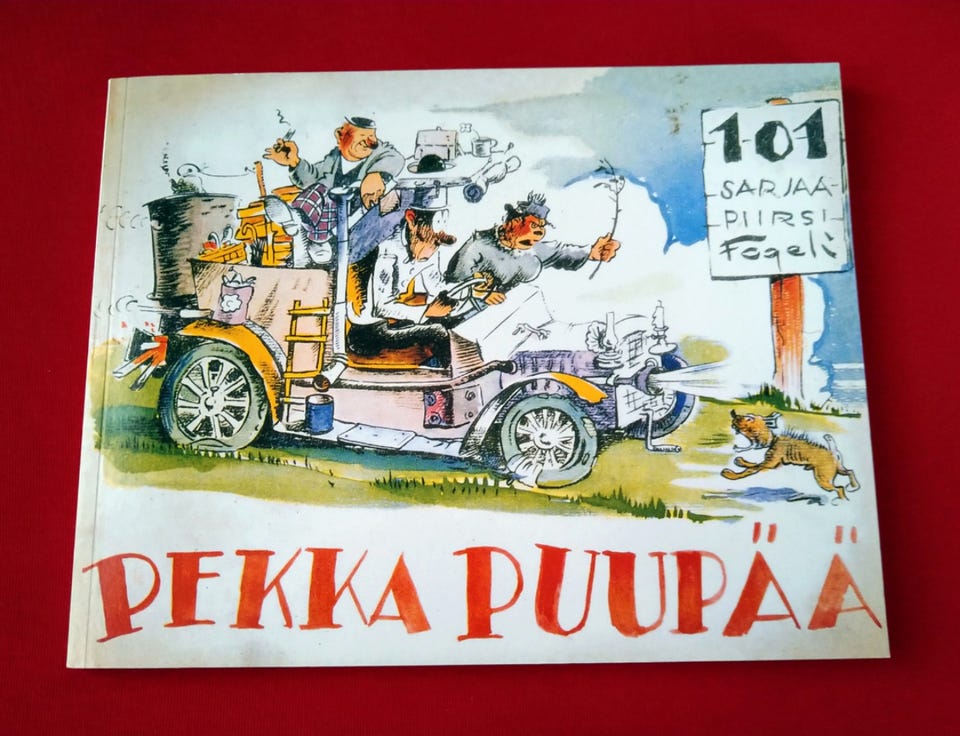 101
SARJAA-
PIIRSI-
Fogeli
PEKKA PUUPÄÄ